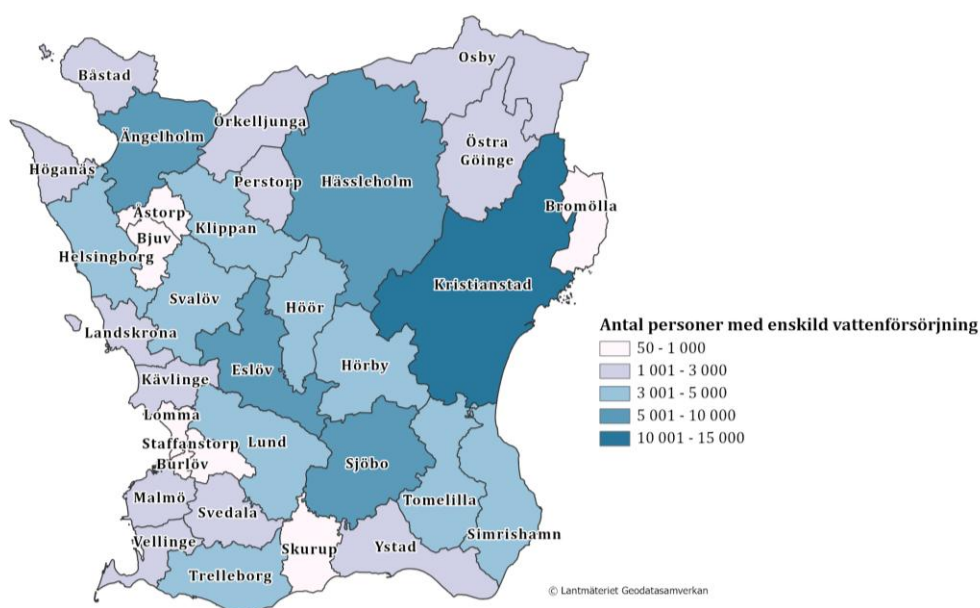 Osby
Båstad
Örkelljunga
Ängelholm
Östra
Göinge
Höganäs
Perstorp
Hässleholm
Bromölla
Åstorp
Klippan
Bjuv
Helsingborg
Kristianstad
Svalöv
Höör
Landskrona
Hörby
Eslöv
Kävlinge
Lomma
Staffanstorp
Lund
Burlöv
Sjöbo
Malmö
Tomelilla
Svedala
Simrishamn
Vellinge
Skurup
Ystad
Trelleborg
Antal personer med enskild vattenförsörjning
50 - 1 000
1 001 - 3 000
3 001 - 5 000
5 001 - 10 000
10 001 - 15 000
© Lantmäteriet Geodatasamverkan